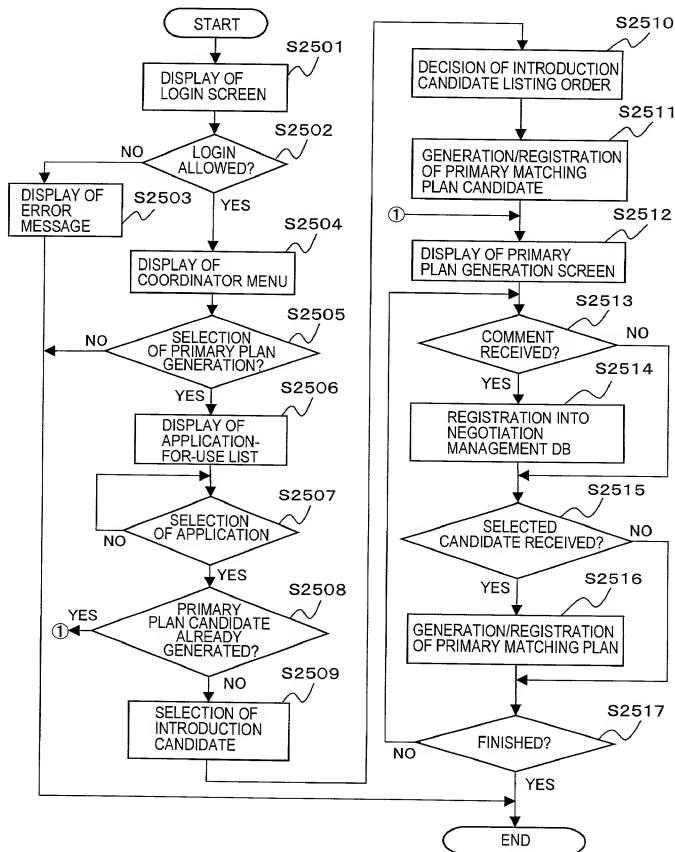 START
S2501
DISPLAY OF
LOGIN SCREEN
S2502
LOGIN
ALLOWED?
NO
YES
S2503
DISPLAY OF
ERROR
MESSAGE
S2504
DISPLAY OF
COORDINATOR MENU
S2505
SELECTION
OF PRIMARY PLAN
GENERATION?
NO
YES
S2506
DISPLAY OF
APPLICATION-
FOR-USE LIST
S2507
SELECTION
OF APPLICATION
NO
YES
S2508
PRIMARY
PLAN CANDIDATE
ALREADY
GENERATED?
YES
①
NO
S2509
SELECTION OF
INTRODUCTION
CANDIDATE
S2510
DECISION OF INTRODUCTION
CANDIDATE LISTING ORDER
S2511
GENERATION/REGISTRATION
OF PRIMARY MATCHING
PLAN CANDIDATE
①
S2512
DISPLAY OF PRIMARY
PLAN GENERATION SCREEN
S2513
COMMENT
RECEIVED?
NO
YES
S2514
REGISTRATION INTO
NEGOTIATION
MANAGEMENT DB
S2515
SELECTED
CANDIDATE RECEIVED?
NO
YES
S2516
GENERATION/REGISTRATION
OF PRIMARY MATCHING PLAN
S2517
FINISHED?
NO
YES
END